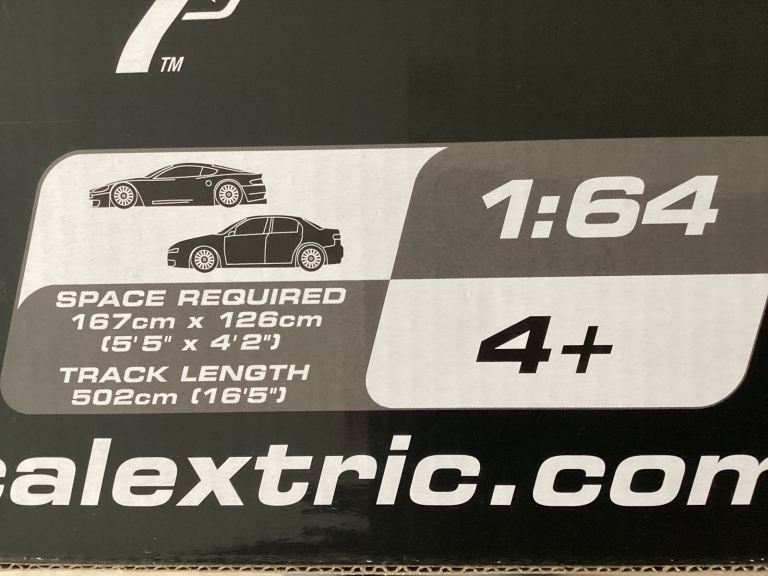 TM
1:64
SPACE REQUIRED
167cm x 126cm
(5'5" x 4'2")
TRACK LENGTH
502cm (16'5")
4+
calextric.com